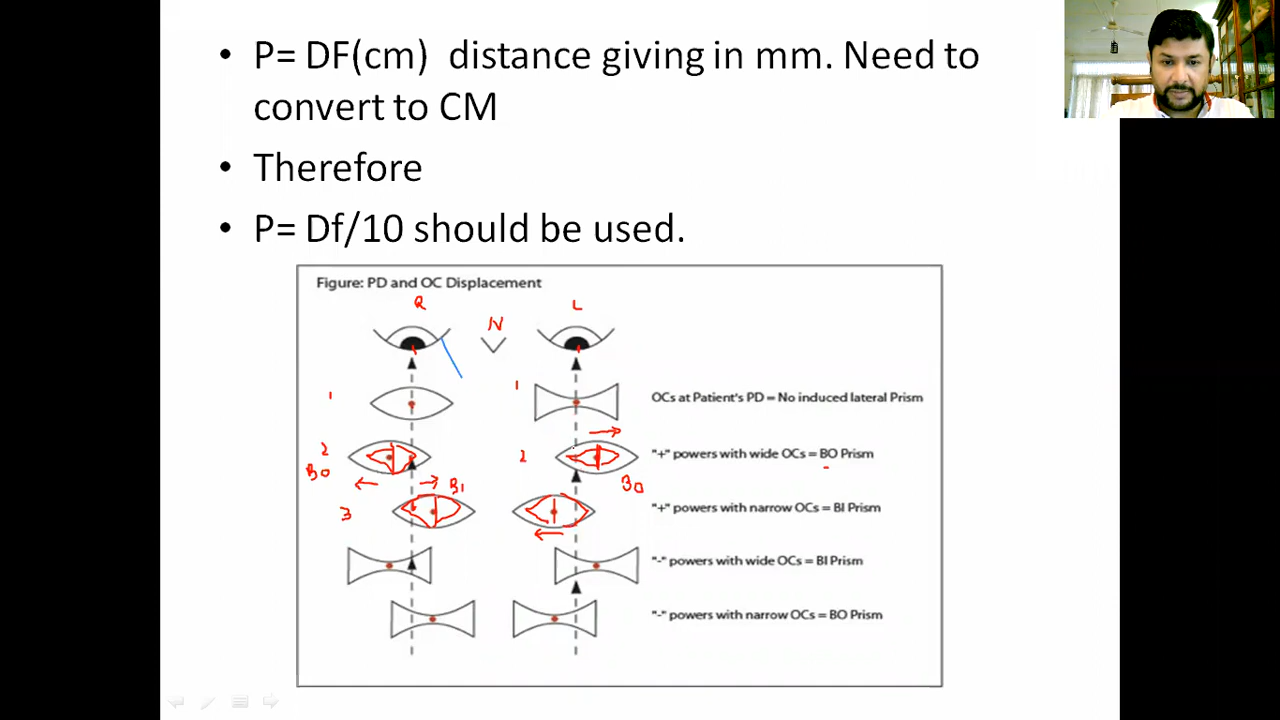 • P= DF(cm) distance giving in mm. Need to
convert to CM
• Therefore
• P= Df/10 should be used.
Figure: PD and OC Displacement
R
L
N
1
1
OCs at Patient's PD = No induced lateral Prism
2
2
"+" powers with wide OCs = BO Prism
BO
BO
BI
3
"+" powers with narrow OCs = BI Prism
"-" powers with wide OCs = BI Prism
"-" powers with narrow OCs = BO Prism